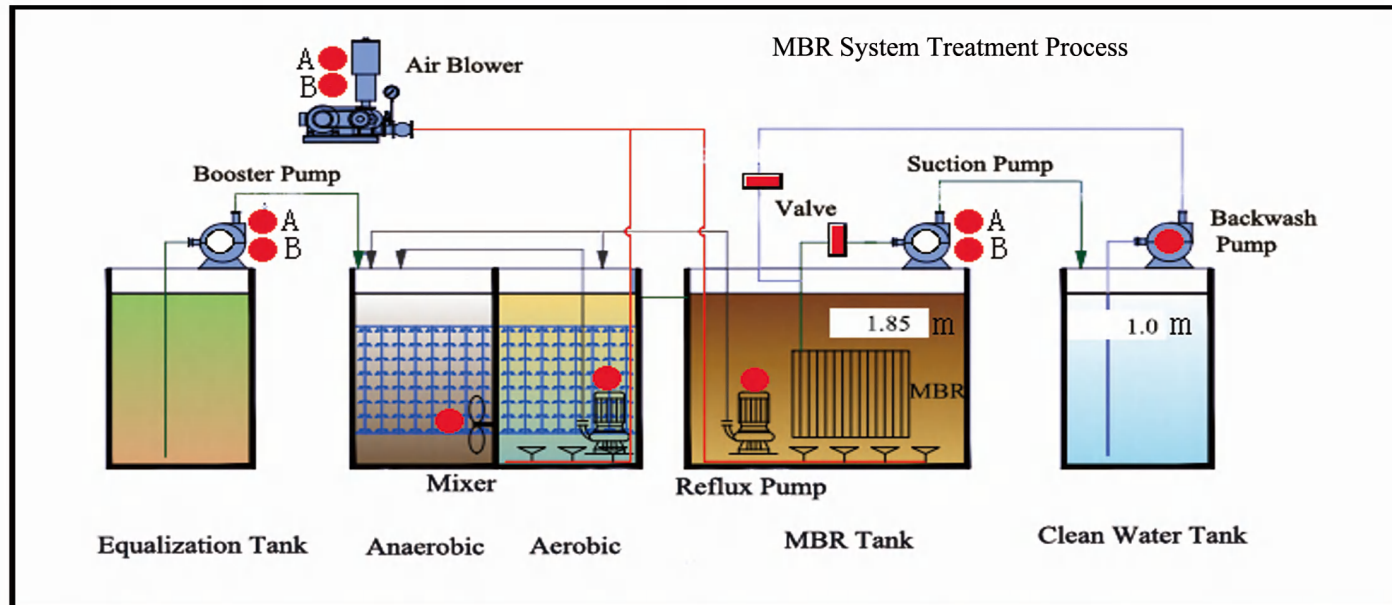 MBR System Treatment Process
A
B
Air Blower
Booster Pump
A
B
Suction Pump
Valve
A
B
Backwash
Pump
1.85 m
1.0 m
MBR
Mixer
Reflux Pump
Equalization Tank
Anaerobic
Aerobic
MBR Tank
Clean Water Tank